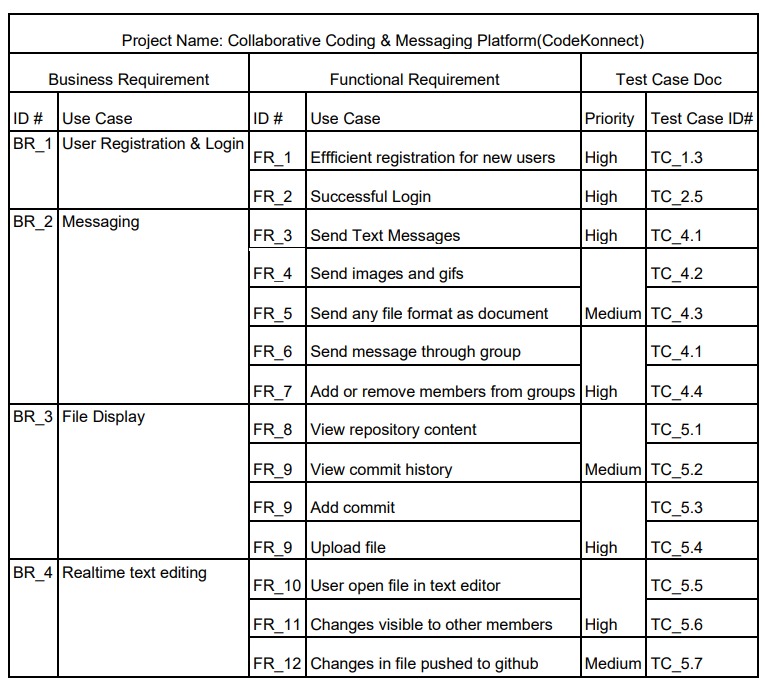 Project Name: Collaborative Coding & Messaging Platform(CodeKonnect)
Business Requirement Functional Requirement Test Case Doc
ID # Use Case ID # Use Case Priority Test Case ID#
BR_1 User Registration & Login
FR_1 Effficient registration for new users High TC_1.3
FR_2 Successful Login High TC_2.5
BR_2 Messaging
FR_3 Send Text Messages High TC_4.1
FR_4 Send images and gifs TC_4.2
FR_5 Send any file format as document Medium TC_4.3
FR_6 Send message through group TC_4.1
FR_7 Add or remove members from groups High TC_4.4
BR_3 File Display
FR_8 View repository content TC_5.1
FR_9 View commit history Medium TC_5.2
FR_9 Add commit TC_5.3
FR_9 Upload file High TC_5.4
BR_4 Realtime text editing
FR_10 User open file in text editor TC_5.5
FR_11 Changes visible to other members High TC_5.6
FR_12 Changes in file pushed to github Medium TC_5.7